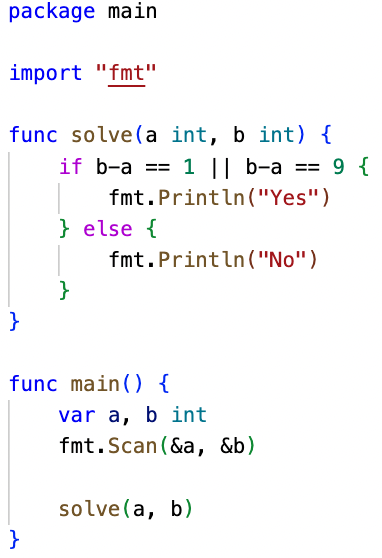 package main

import "fmt"

func solve(a int, b int) {
    if b-a == 1 || b-a == 9 {
        fmt.Println("Yes")
    } else {
        fmt.Println("No")
    }
}

func main() {
    var a, b int
    fmt.Scan(&a, &b)

    solve(a, b)
}